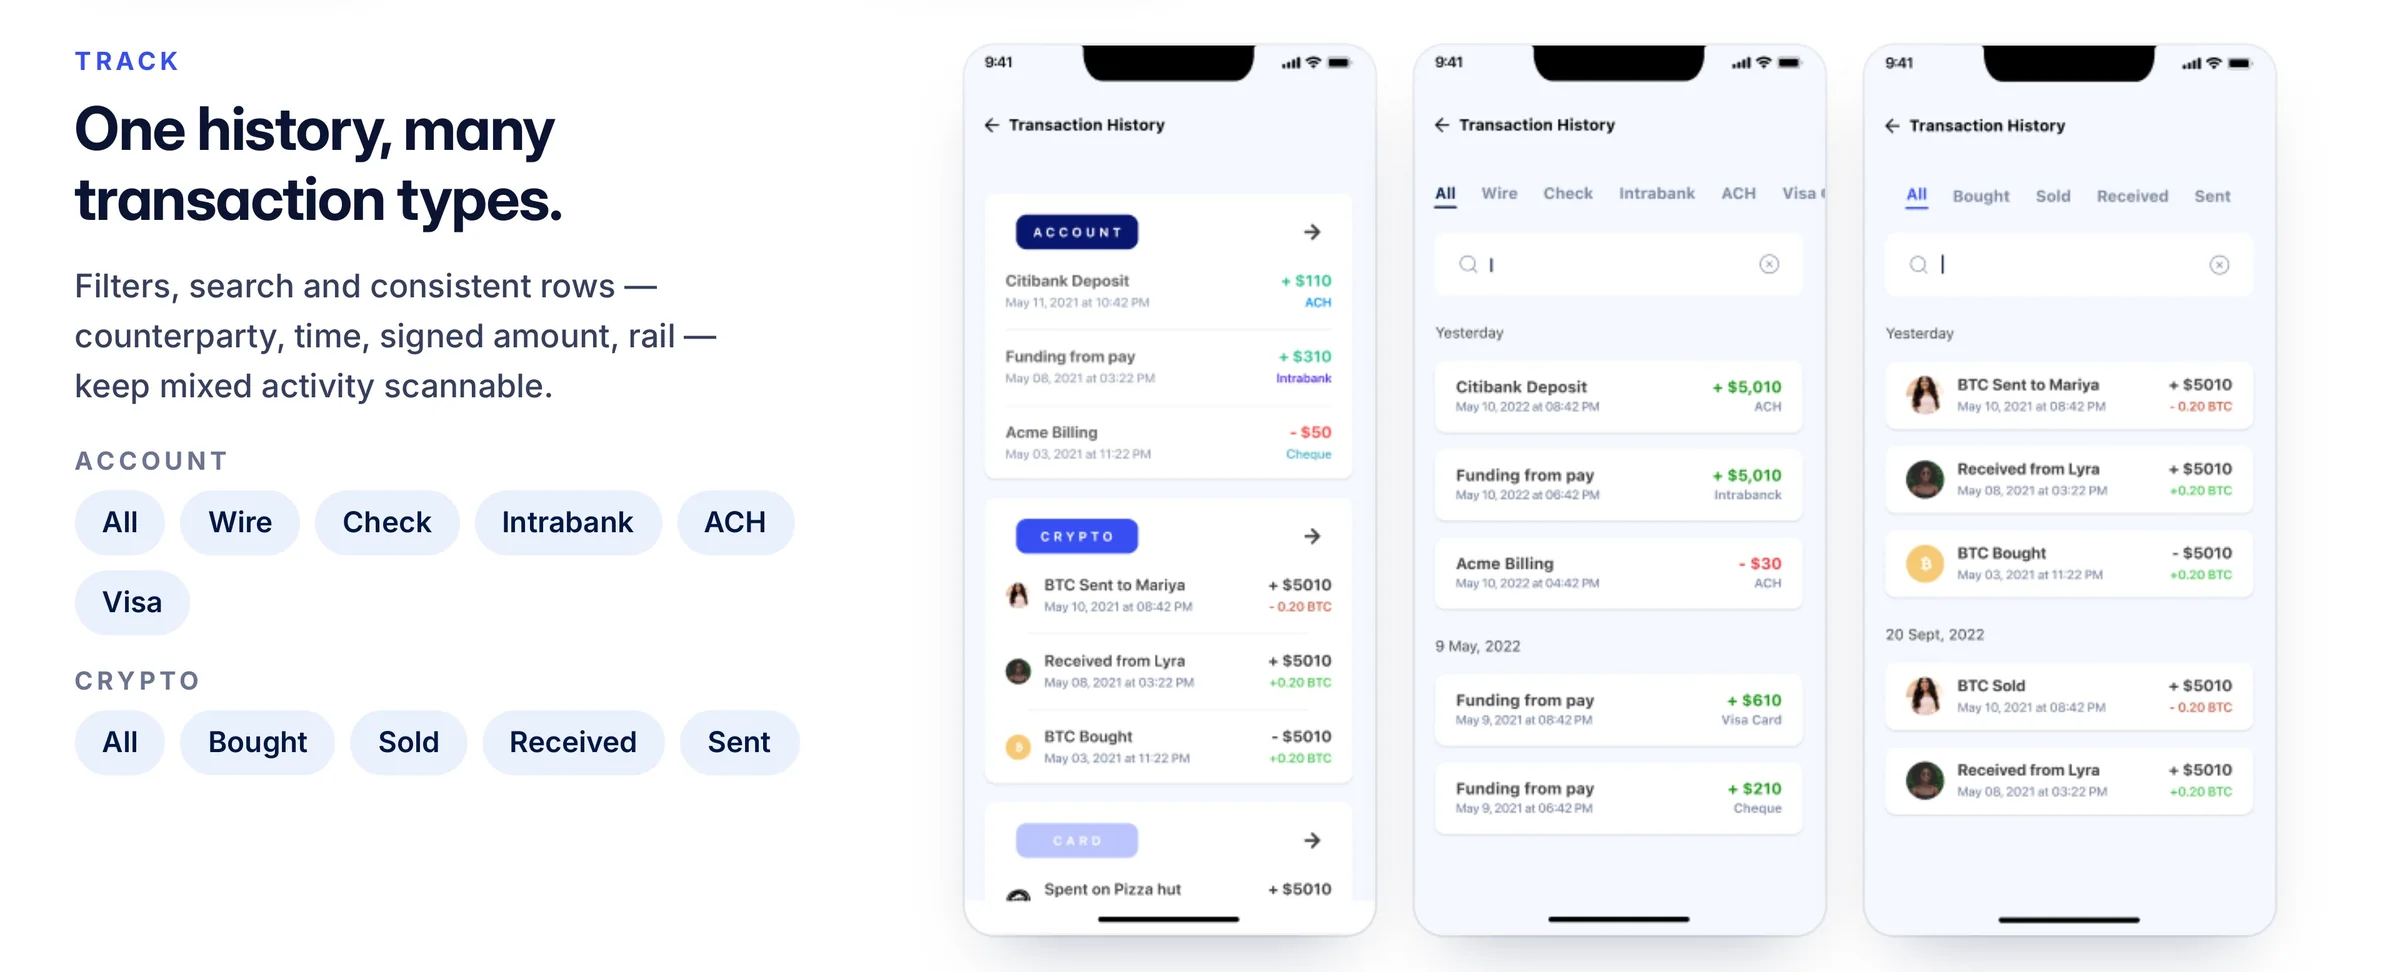 TRACK
One history, many
transaction types.
Filters, search and consistent rows —
counterparty, time, signed amount, rail —
keep mixed activity scannable.
ACCOUNT
All Wire Check Intrabank ACH
Visa
CRYPTO
All Bought Sold Received Sent
9:41
Transaction History
ACCOUNT
Citibank Deposit + $110
May 11, 2021 at 10:42 PM ACH
Funding from pay + $310
May 08, 2021 at 03:22 PM Intrabank
Acme Billing - $50
May 03, 2021 at 11:22 PM Cheque
CRYPTO
BTC Sent to Mariya + $5010
May 10, 2021 at 08:42 PM - 0.20 BTC
Received from Lyra + $5010
May 08, 2021 at 03:22 PM +0.20 BTC
BTC Bought - $5010
May 03, 2021 at 11:22 PM +0.20 BTC
CARD
Spent on Pizza hut + $5010
9:41
Transaction History
All Wire Check Intrabank ACH Visa
Yesterday
Citibank Deposit + $5,010
May 10, 2022 at 08:42 PM ACH
Funding from pay + $5,010
May 10, 2022 at 06:42 PM Intrabanck
Acme Billing - $30
May 10, 2022 at 04:42 PM ACH
9 May, 2022
Funding from pay + $610
May 9, 2021 at 08:42 PM Visa Card
Funding from pay + $210
May 9, 2021 at 06:42 PM Cheque
9:41
Transaction History
All Bought Sold Received Sent
Yesterday
BTC Sent to Mariya + $5010
May 10, 2021 at 08:42 PM - 0.20 BTC
Received from Lyra + $5010
May 08, 2021 at 03:22 PM +0.20 BTC
BTC Bought - $5010
May 03, 2021 at 11:22 PM +0.20 BTC
20 Sept, 2022
BTC Sold + $5010
May 10, 2021 at 08:42 PM - 0.20 BTC
Received from Lyra + $5010
May 08, 2021 at 03:22 PM +0.20 BTC